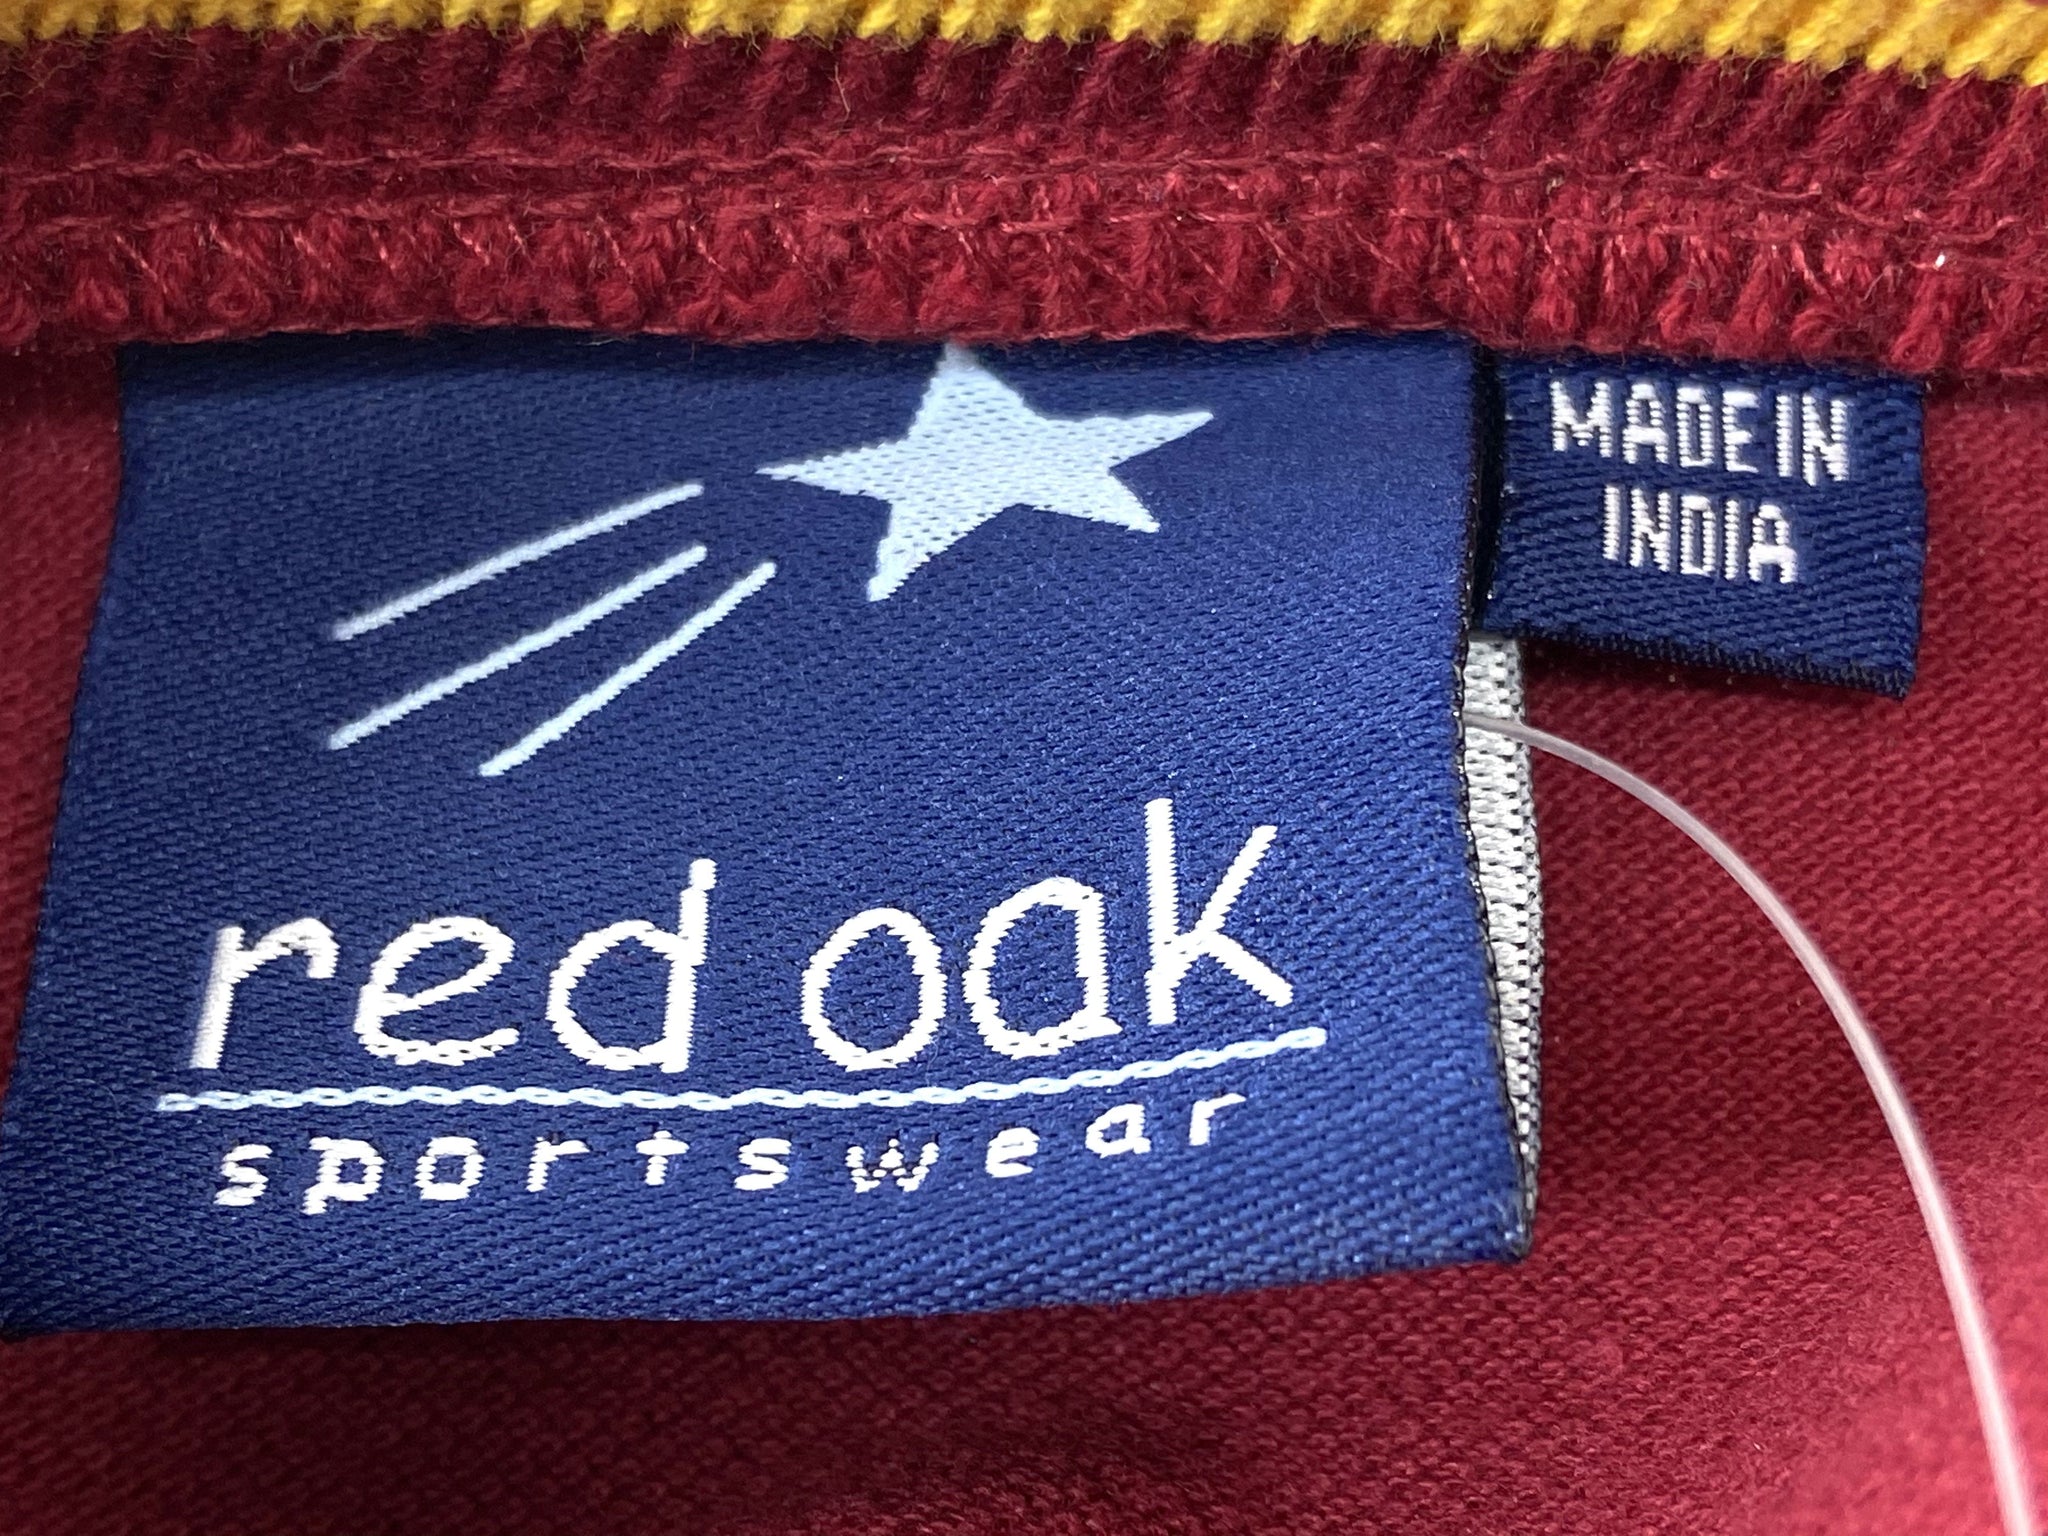 MADE IN
INDIA
red oak
sportswear